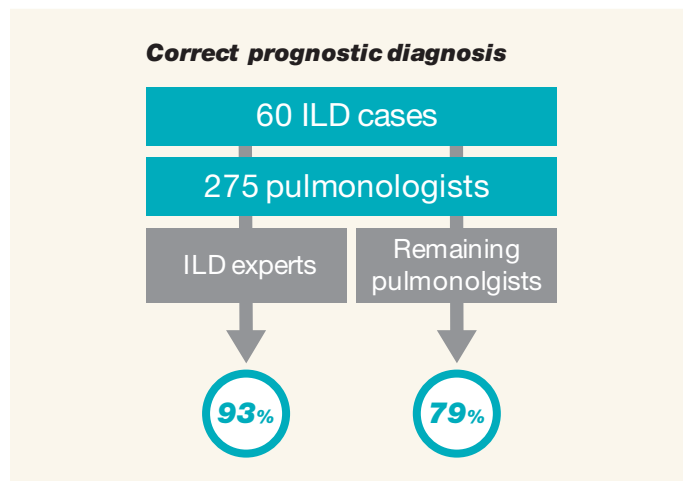 Correct prognostic diagnosis
60 ILD cases
275 pulmonologists
ILD experts
Remaining
pulmonolgists
93%
79%